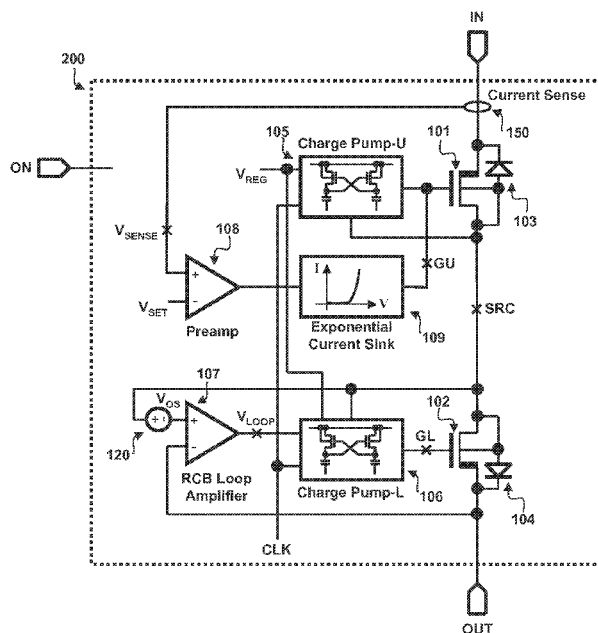 IN
200
Current Sense
105
Charge Pump-U
101
150
ON
VREG
103
VSENSE
108
GU
+
-
I
V
SRC
VSET
Preamp
Exponential
Current Sink
109
107
102
VOS
+
-
VLOOP
GL
120
RCB Loop
Amplifier
Charge Pump-L
106
104
CLK
OUT